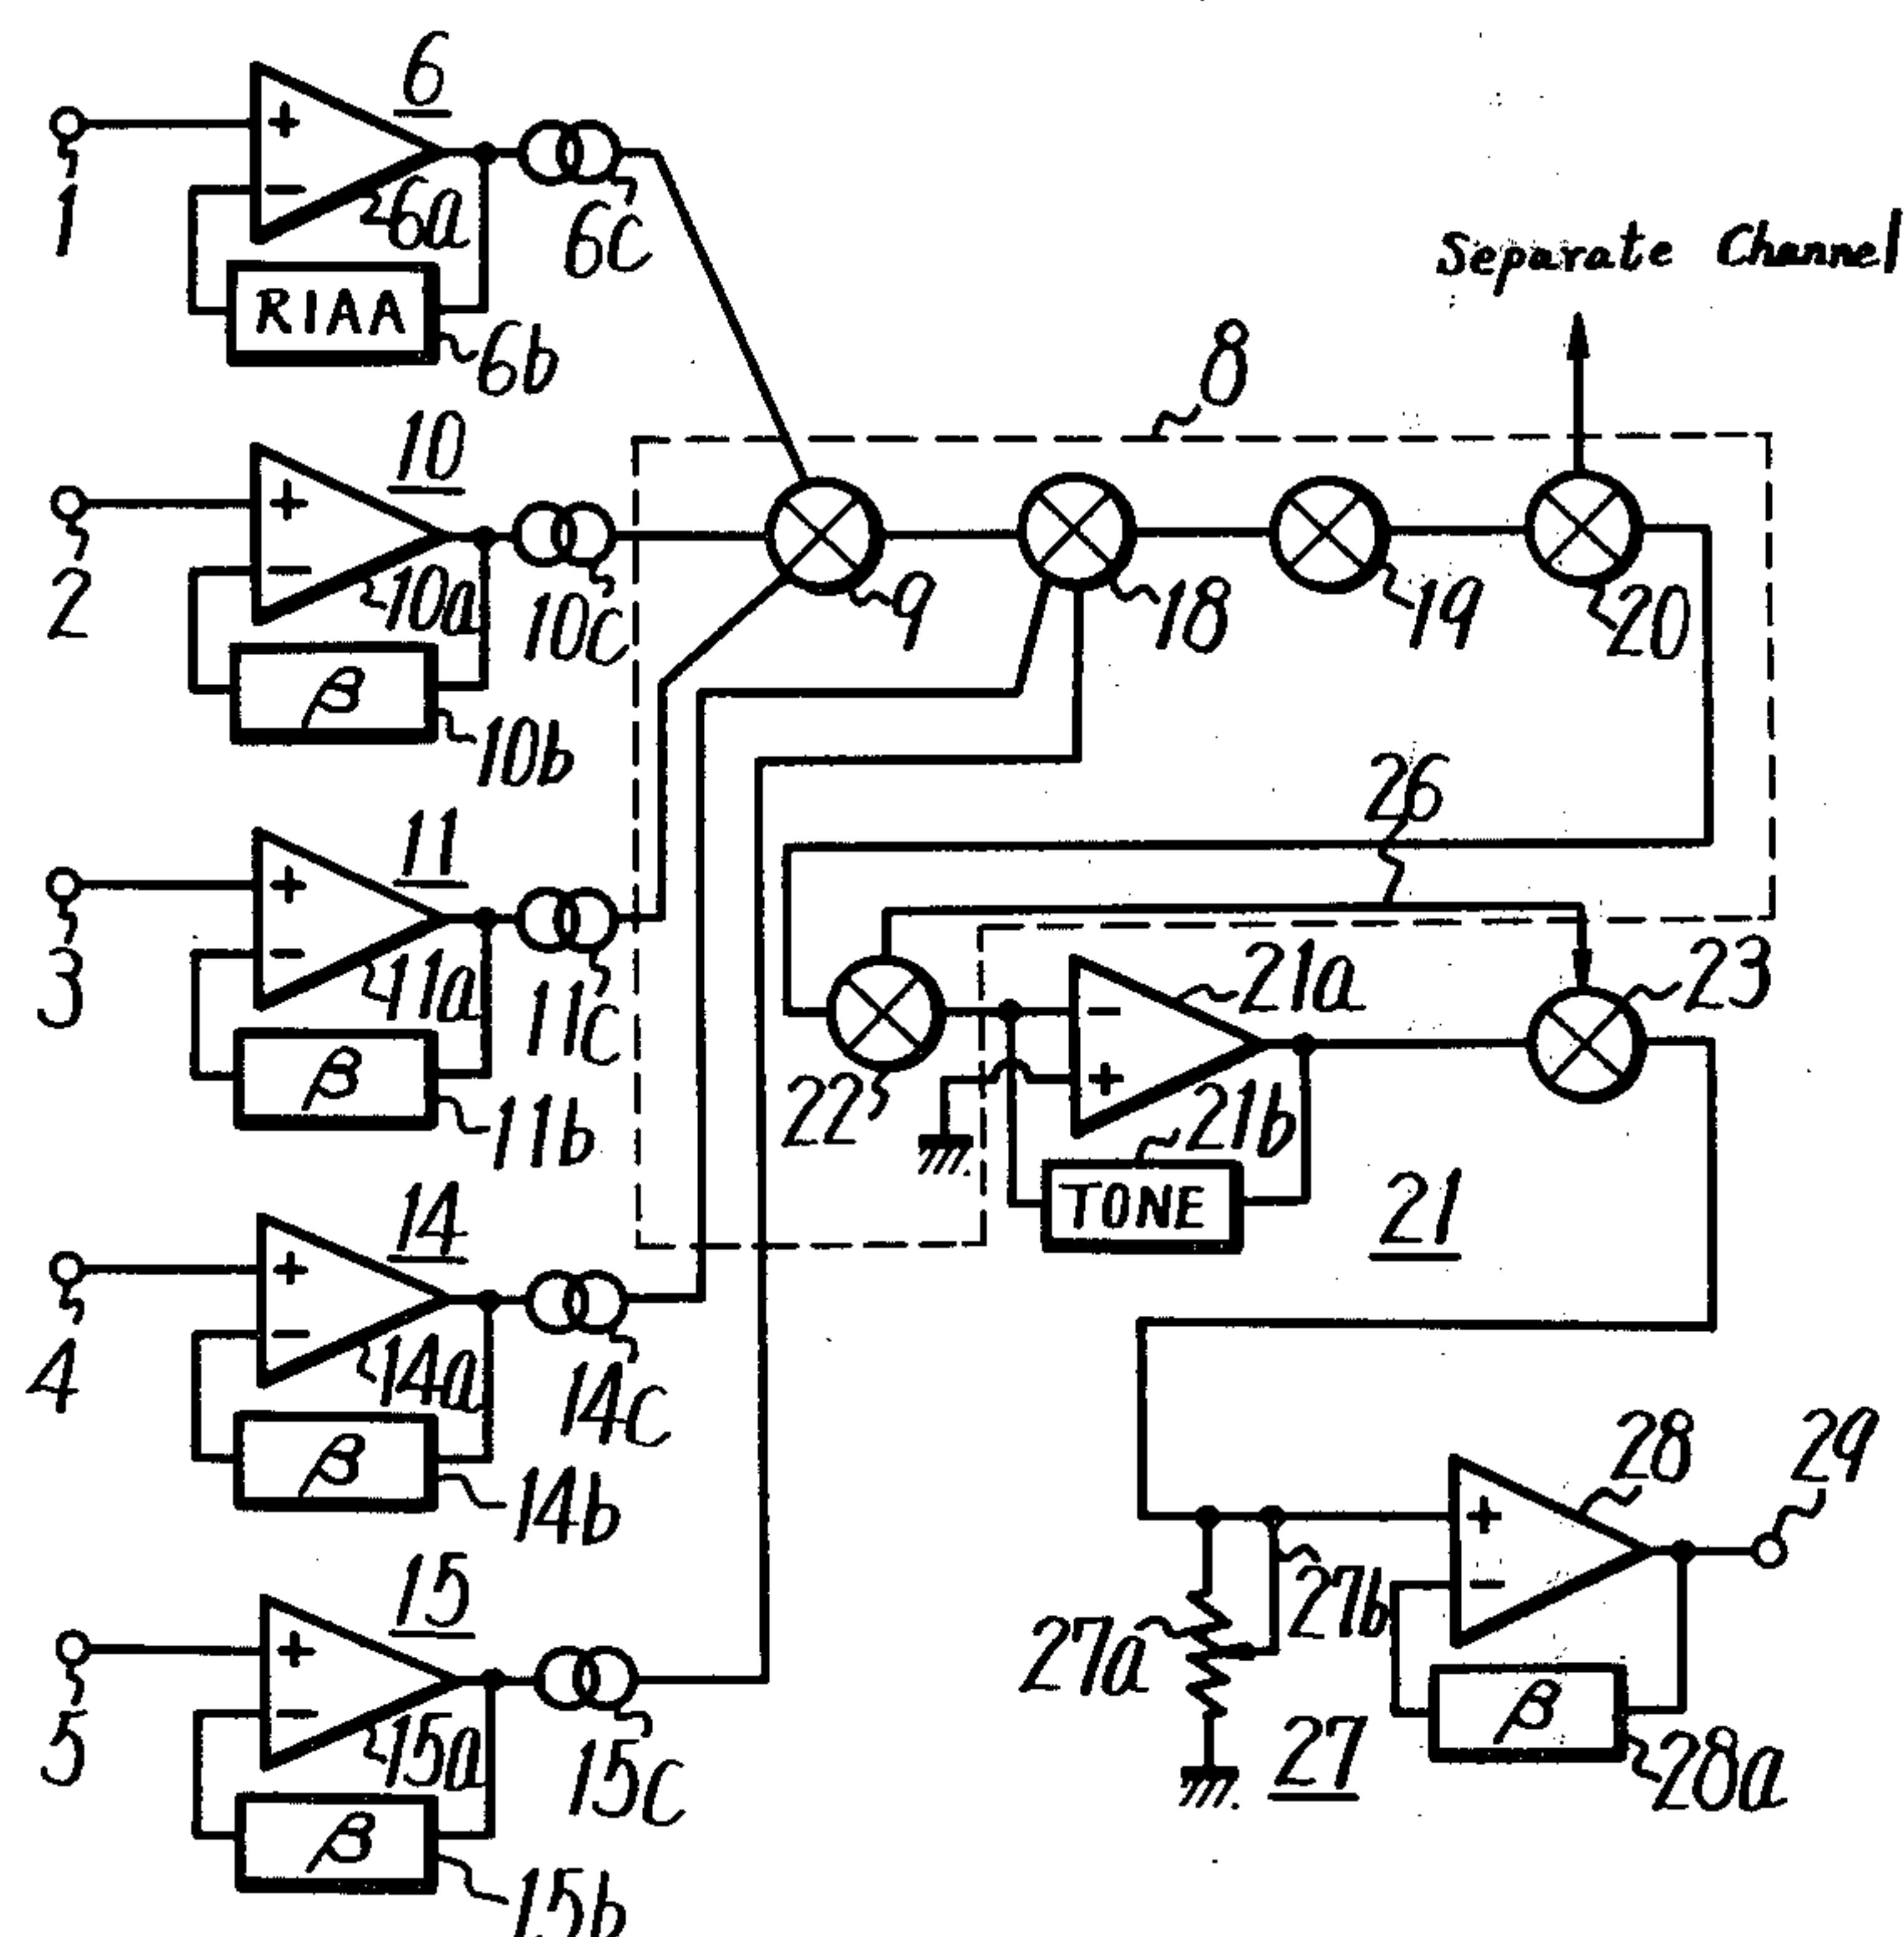 6
1
6a
6c
RIAA
6b
Separate Channel
8
10
2
10a
10c
β
10b
9
18
19
20
11
3
11a
11c
β
11b
26
21a
23
22
21b
TONE
21
14
4
14a
14c
β
14b
15
5
15a
15c
β
15b
28
29
27a
27b
27
β
28a
+
−
+
−
+
−
+
−
+
−
−
+
+
−